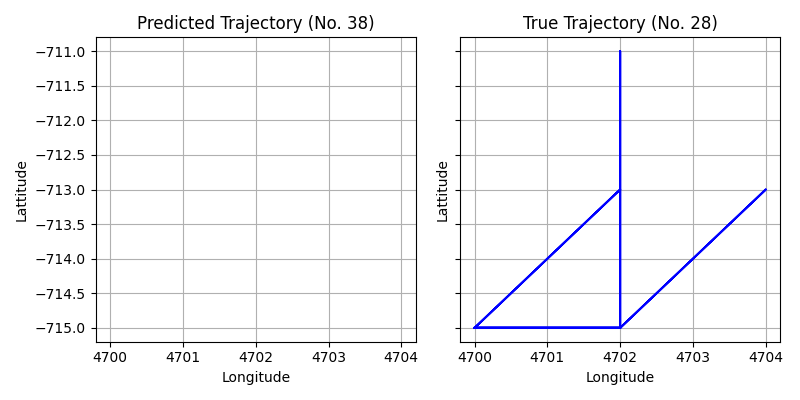 Predicted Trajectory (No. 38)
−711.0
−711.5
−712.0
−712.5
−713.0
−713.5
−714.0
−714.5
−715.0
Lattitude
4700 4701 4702 4703 4704
Longitude
True Trajectory (No. 28)
Lattitude
4700 4701 4702 4703 4704
Longitude